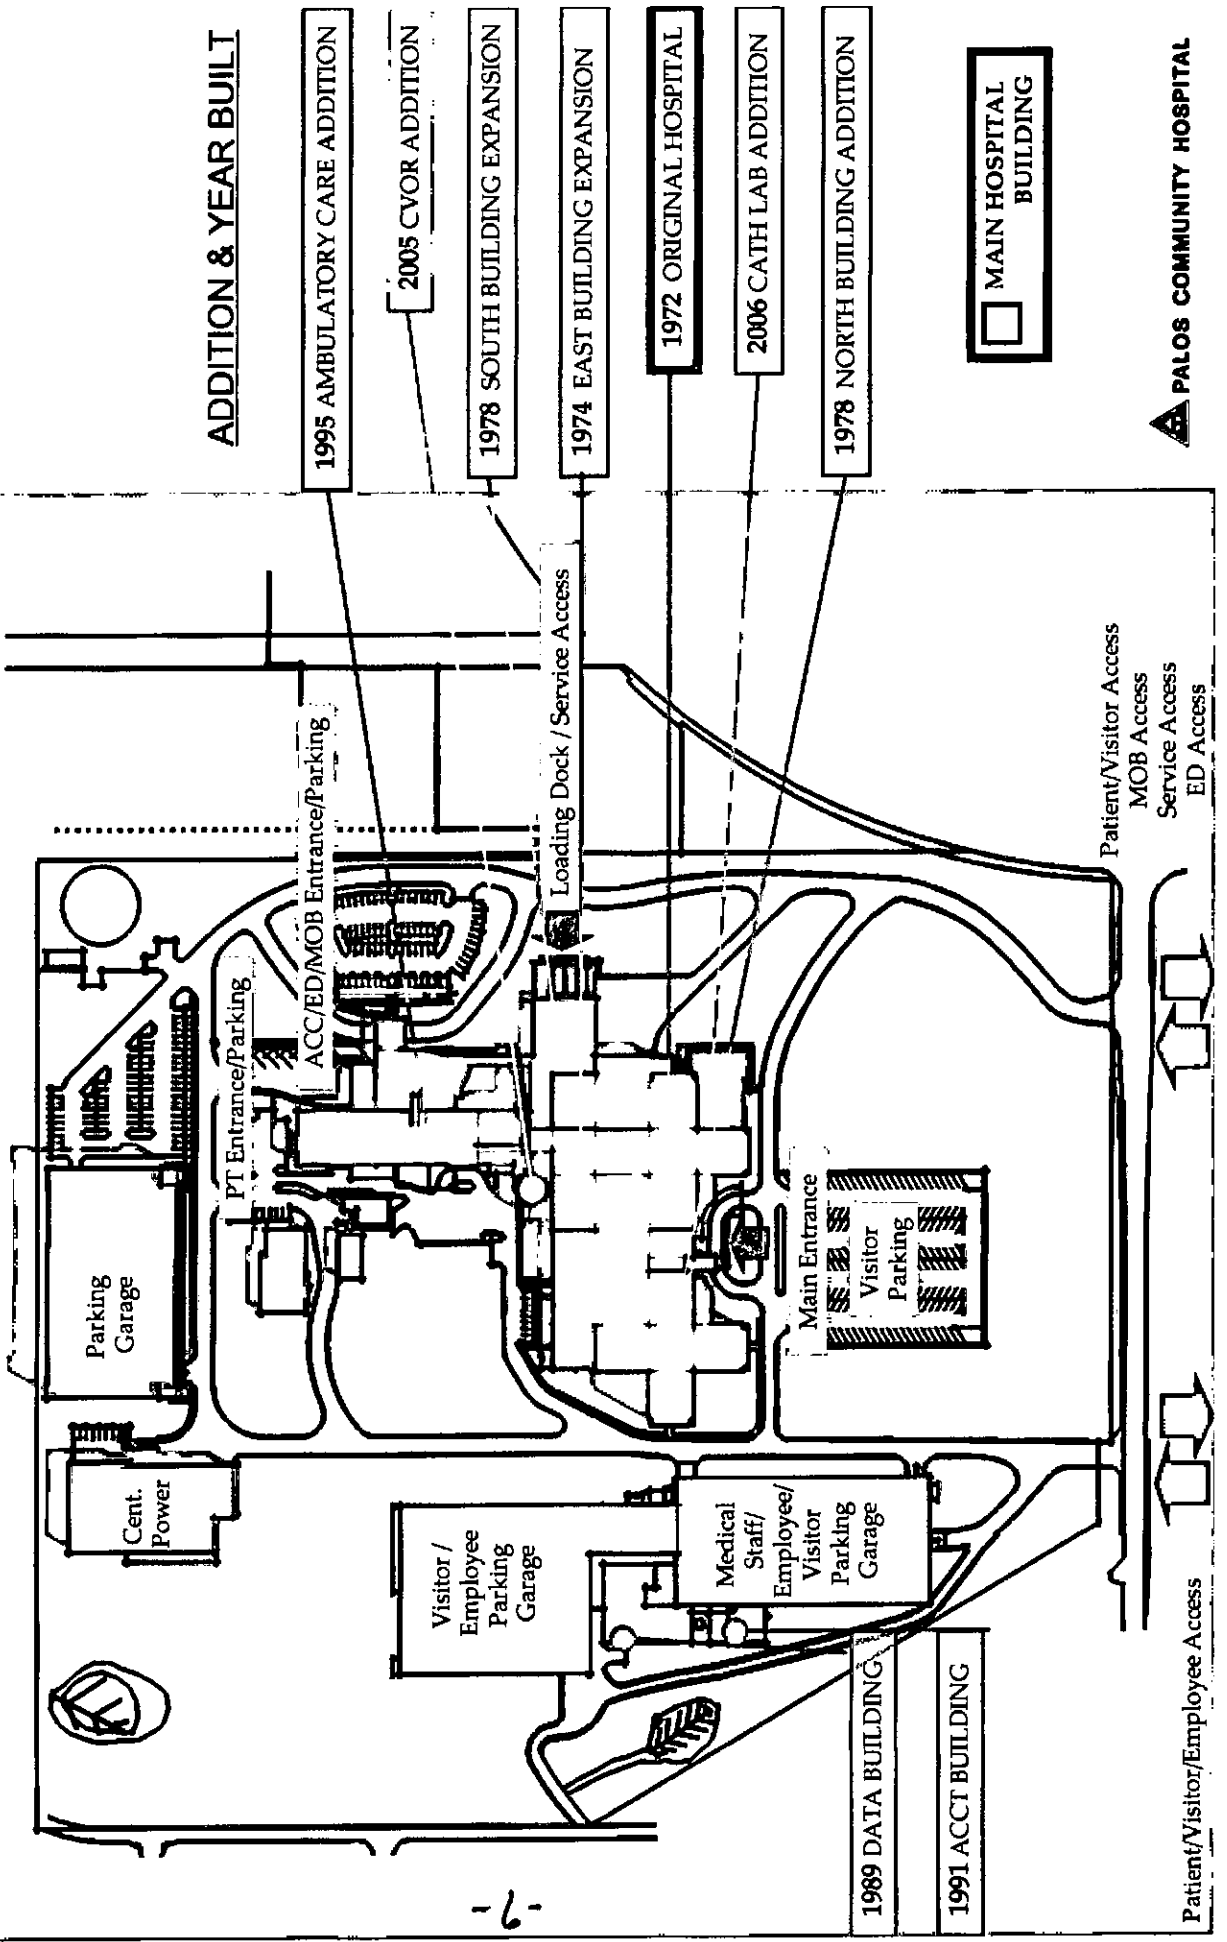 ADDITION & YEAR BUILT
1995 AMBULATORY CARE ADDITION
2005 CVOR ADDITION
1978 SOUTH BUILDING EXPANSION
1974 EAST BUILDING EXPANSION
1972 ORIGINAL HOSPITAL
2006 CATH LAB ADDITION
1978 NORTH BUILDING ADDITION
MAIN HOSPITAL
BUILDING
PALOS COMMUNITY HOSPITAL
Parking
Garage
PT Entrance/Parking
ACC/ED/MOB Entrance/Parking
Loading Dock / Service Access
Cent.
Power
Visitor /
Employee
Parking
Garage
Medical
Staff/
Employee/
Visitor
Parking
Garage
Main Entrance
Visitor
Parking
Patient/Visitor Access
MOB Access
Service Access
ED Access
1989 DATA BUILDING
1991 ACCT BUILDING
Patient/Visitor/Employee Access